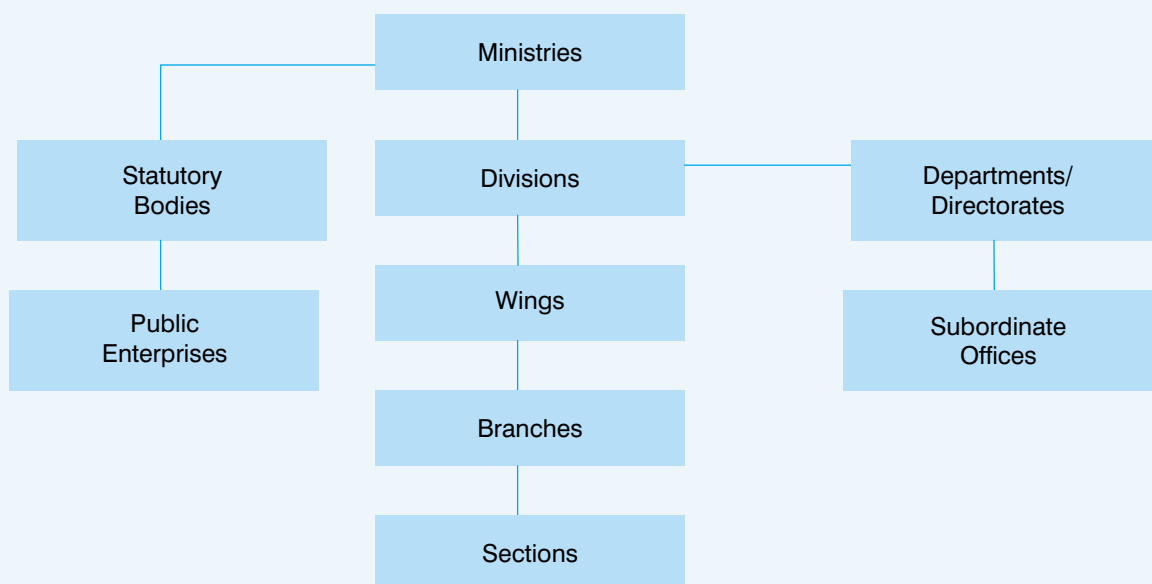 Ministries
Statutory
Bodies
Divisions
Departments/
Directorates
Wings
Public
Enterprises
Subordinate
Offices
Branches
Sections